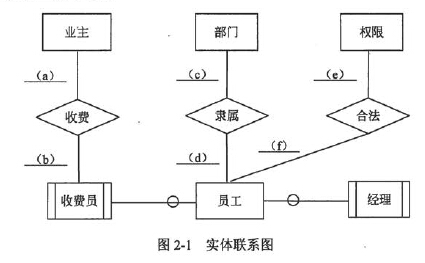 业主 部门 权限
(a) (c) (e)
收费 隶属 合法
(b) (d) (f)
收费员 员工 经理
图 2-1 实体联系图